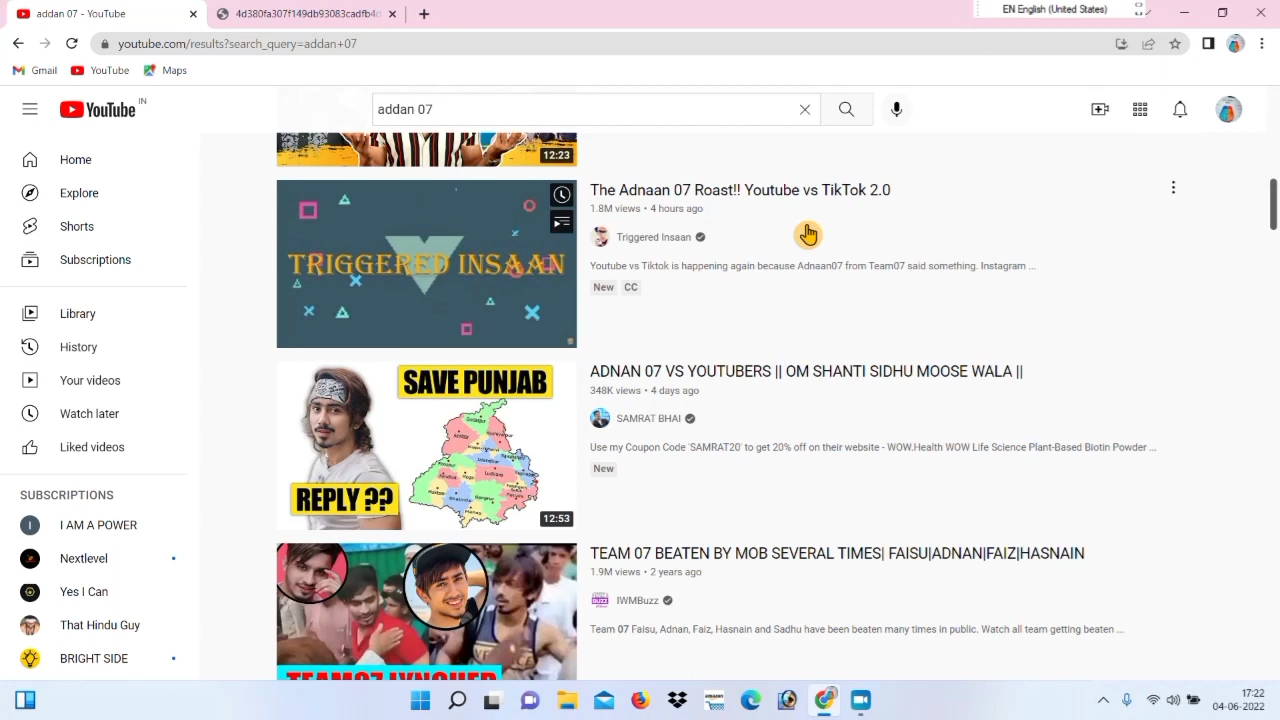 addan 07 - YouTube
4d380fa307f149db93083cadfb4d
EN English (United States)
youtube.com/results?search_query=addan+07
Gmail
YouTube
Maps
YouTube IN
addan 07
Home
Explore
Shorts
Subscriptions
Library
History
Your videos
Watch later
Liked videos
SUBSCRIPTIONS
I
I AM A POWER
Nextlevel
Yes I Can
That Hindu Guy
BRIGHT SIDE
12:23
TRIGGERED INSAAN
The Adnaan 07 Roast!! Youtube vs TikTok 2.0
1.8M views • 4 hours ago
Triggered Insaan
Youtube vs Tiktok is happening again because Adnaan07 from Team07 said something. Instagram ...
New
CC
SAVE PUNJAB
REPLY ??
12:53
ADNAN 07 VS YOUTUBERS || OM SHANTI SIDHU MOOSE WALA ||
348K views • 4 days ago
SAMRAT BHAI
Use my Coupon Code 'SAMRAT20' to get 20% off on their website - WOW.Health WOW Life Science Plant-Based Biotin Powder ...
New
TEAM07 LYNCHED
TEAM 07 BEATEN BY MOB SEVERAL TIMES| FAISU|ADNAN|FAIZ|HASNAIN
1.9M views • 2 years ago
IWMBuzz
Team 07 Faisu, Adnan, Faiz, Hasnain and Sadhu have been beaten many times in public. Watch all team getting beaten ...
17:22
04-06-2022